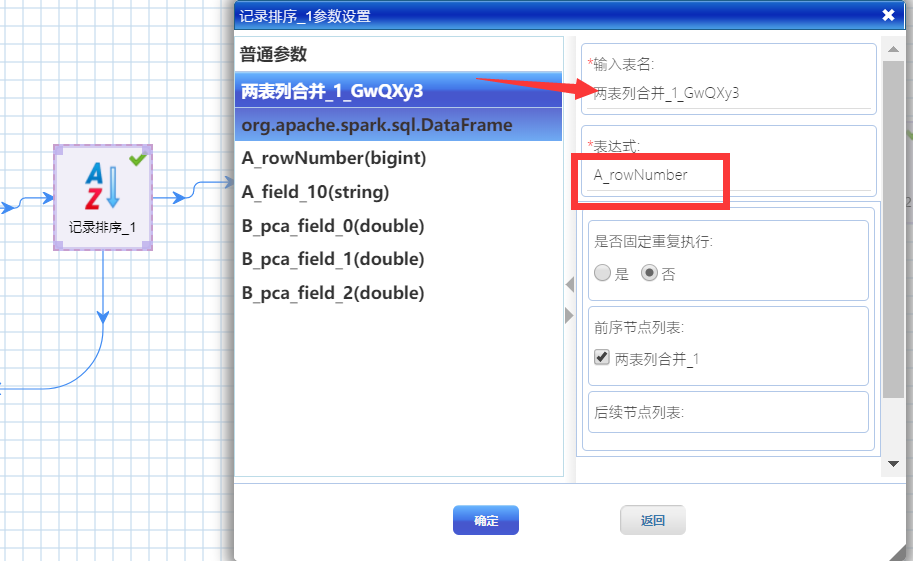 记录排序_1参数设置
普通参数
两表列合并_1_GwQXy3
org.apache.spark.sql.DataFrame
A_rowNumber(bigint)
A_field_10(string)
B_pca_field_0(double)
B_pca_field_1(double)
B_pca_field_2(double)
*输入表名:
两表列合并_1_GwQXy3
*表达式:
A_rowNumber
是否固定重复执行:
是 否
前序节点列表:
两表列合并_1
后续节点列表:
确定
返回
记录排序_1